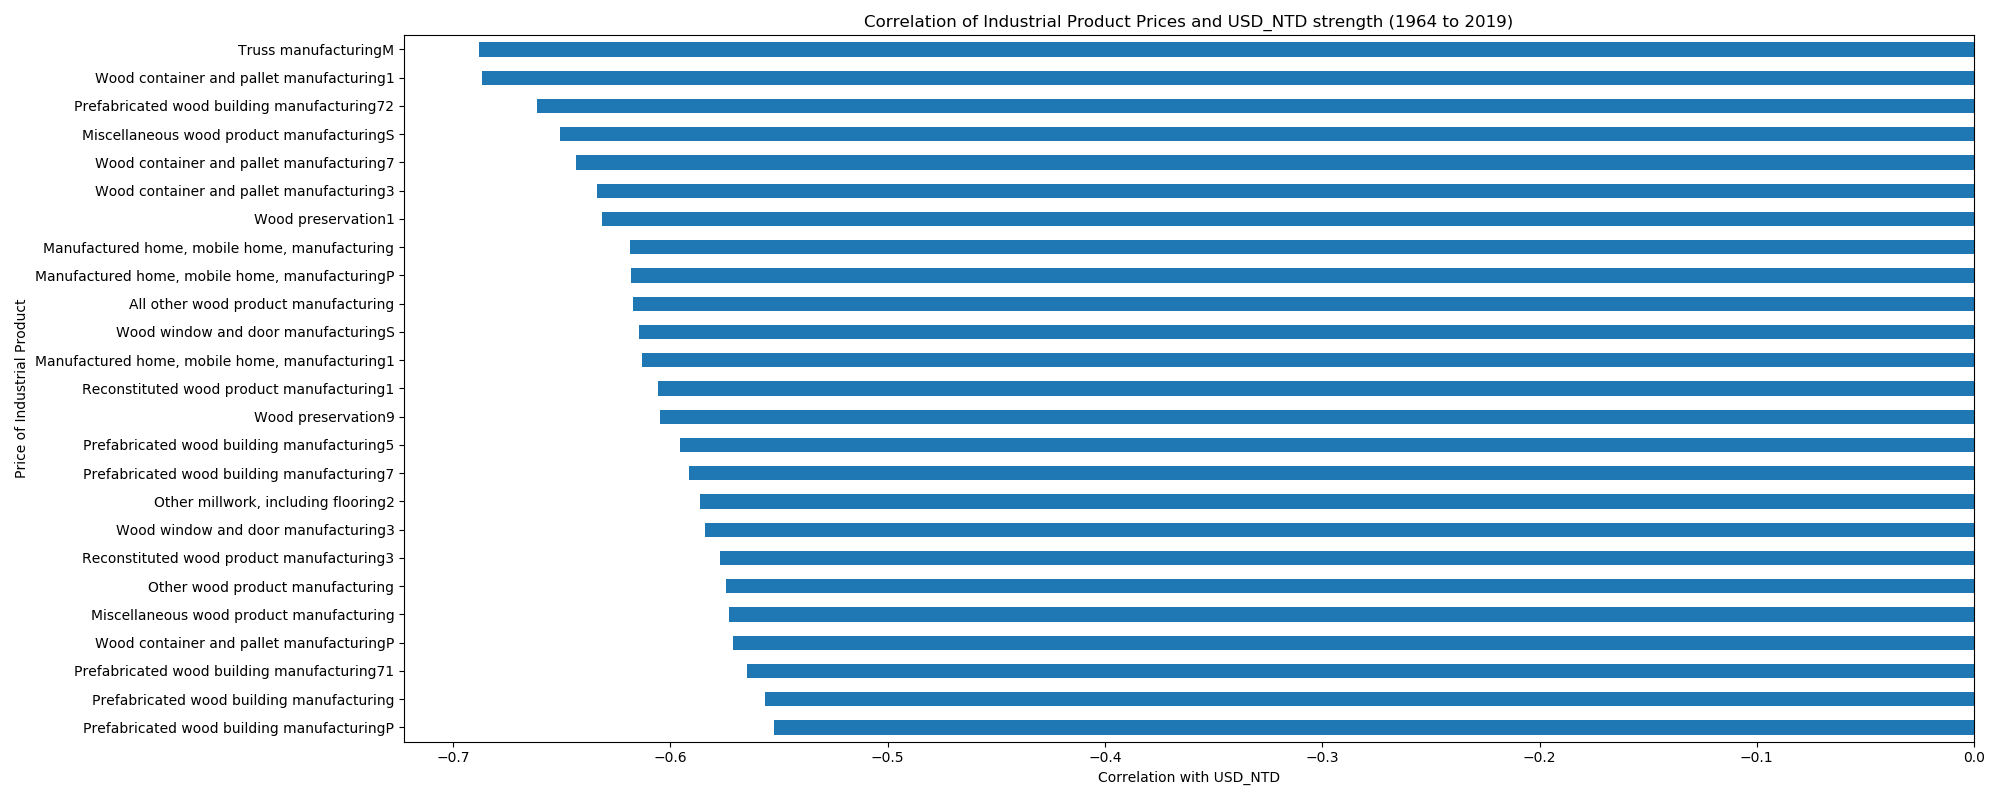 Correlation of Industrial Product Prices and USD_NTD strength (1964 to 2019)
Price of Industrial Product
Truss manufacturingM
Wood container and pallet manufacturing1
Prefabricated wood building manufacturing72
Miscellaneous wood product manufacturingS
Wood container and pallet manufacturing7
Wood container and pallet manufacturing3
Wood preservation1
Manufactured home, mobile home, manufacturing
Manufactured home, mobile home, manufacturingP
All other wood product manufacturing
Wood window and door manufacturingS
Manufactured home, mobile home, manufacturing1
Reconstituted wood product manufacturing1
Wood preservation9
Prefabricated wood building manufacturing5
Prefabricated wood building manufacturing7
Other millwork, including flooring2
Wood window and door manufacturing3
Reconstituted wood product manufacturing3
Other wood product manufacturing
Miscellaneous wood product manufacturing
Wood container and pallet manufacturingP
Prefabricated wood building manufacturing71
Prefabricated wood building manufacturing
Prefabricated wood building manufacturingP
−0.7 −0.6 −0.5 −0.4 −0.3 −0.2 −0.1 0.0
Correlation with USD_NTD